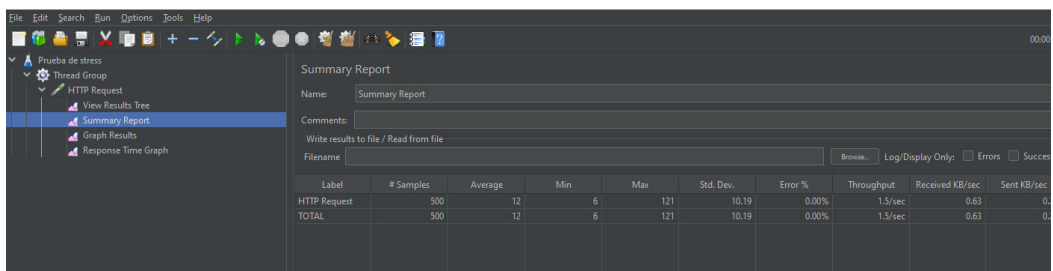 File Edit Search Run Options Tools Help
00:00
Prueba de stress
Thread Group
HTTP Request
View Results Tree
Summary Report
Graph Results
Response Time Graph
Summary Report
Name: Summary Report
Comments:
Write results to file / Read from file
Filename Browse... Log/Display Only: Errors Succes
Label # Samples Average Min Max Std. Dev. Error % Throughput Received KB/sec Sent KB/sec
HTTP Request 500 12 6 121 10.19 0.00% 1.5/sec 0.63 0.
TOTAL 500 12 6 121 10.19 0.00% 1.5/sec 0.63 0.